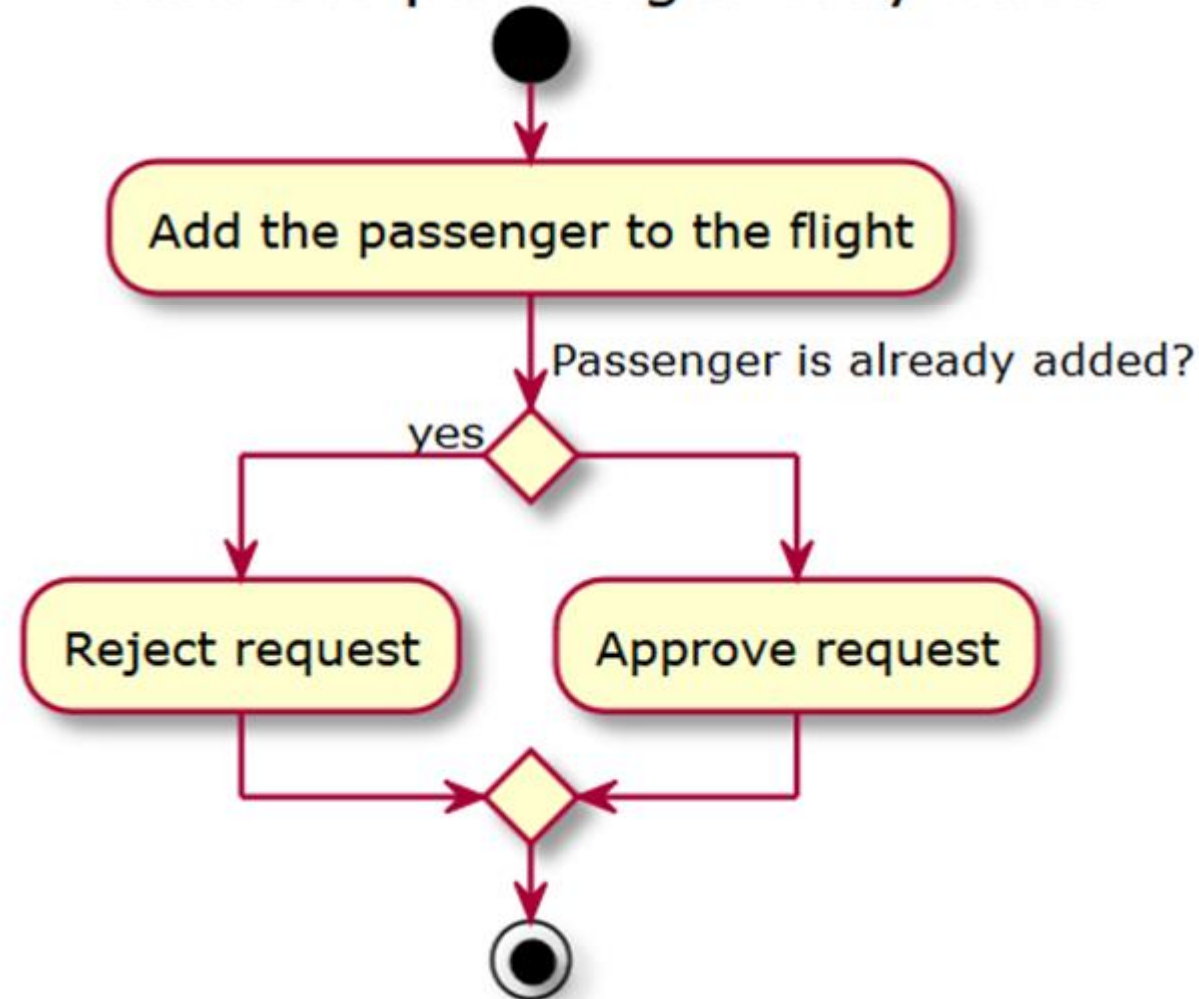 Add the passenger to the flight
Passenger is already added?
yes
Reject request
Approve request